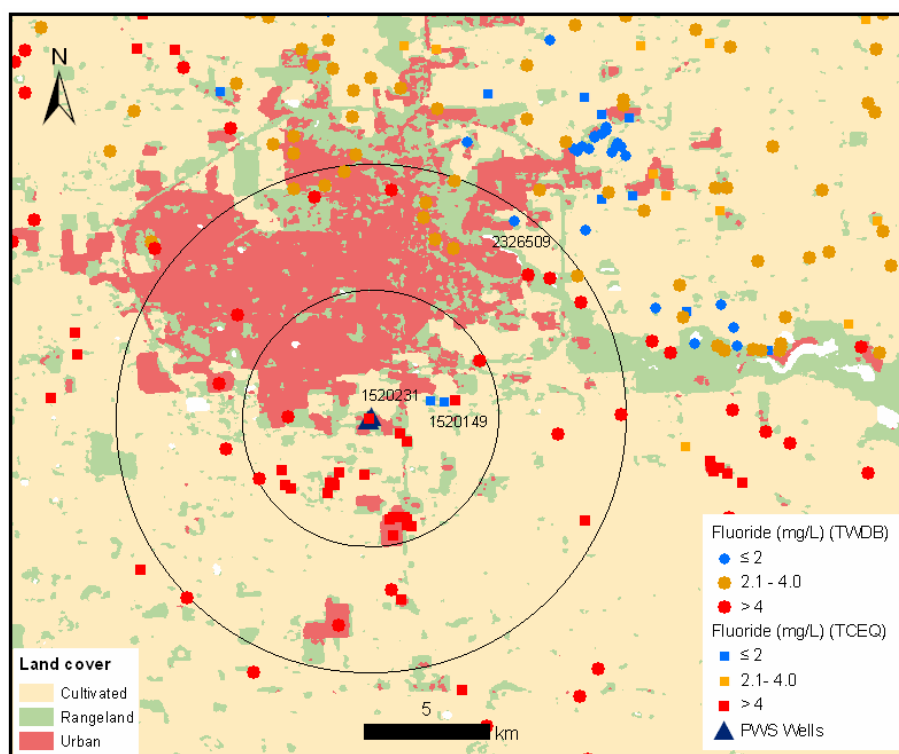 N
2326509
1520231
1520149
Fluoride (mg/L) (TWDB)
≤ 2
2.1 - 4.0
> 4
Fluoride (mg/L) (TCEQ)
≤ 2
2.1- 4.0
> 4
PWS Wells
Land cover
Cultivated
Rangeland
Urban
5
km